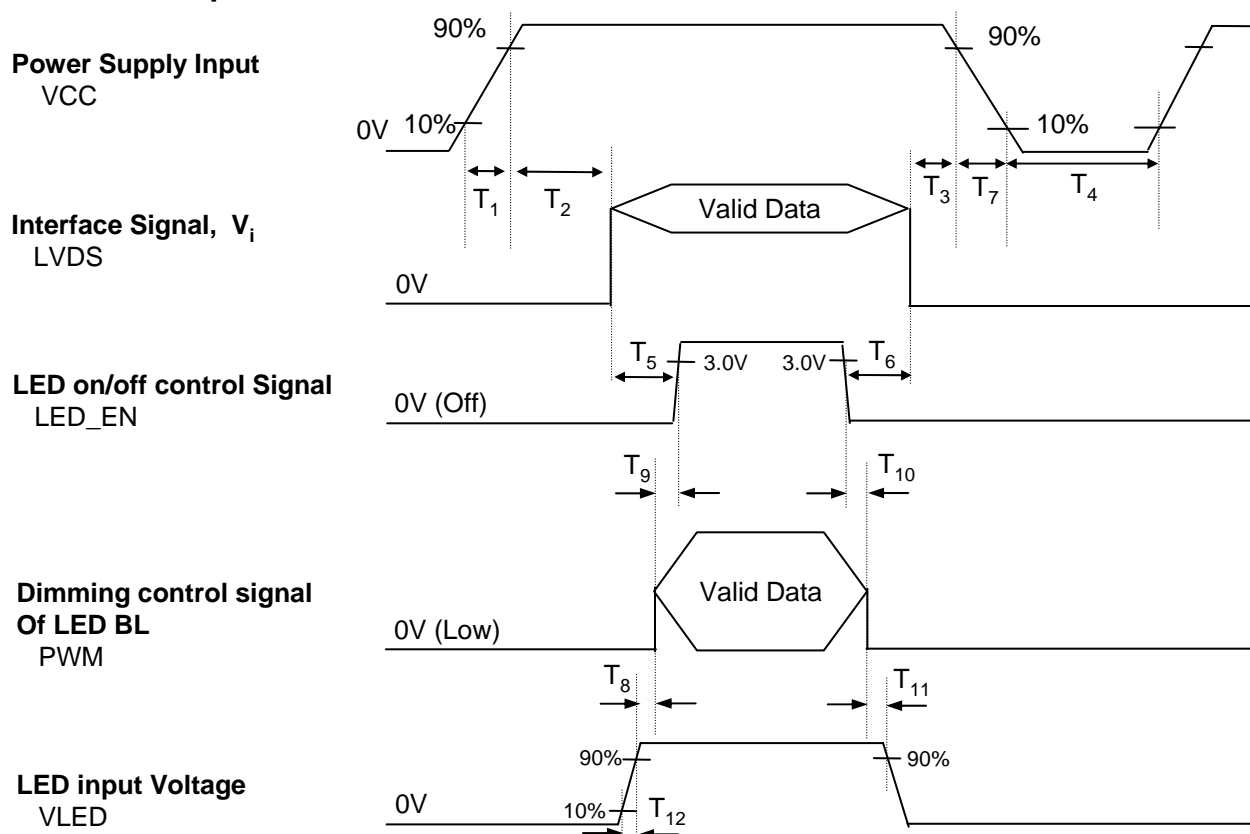 90%
90%
Power Supply Input
VCC
0V
10%
10%
T1
T2
T3
T7
T4
Valid Data
Interface Signal, Vi
LVDS
0V
T5
3.0V
3.0V
T6
LED on/off control Signal
LED_EN
0V (Off)
T9
T10
Valid Data
Dimming control signal
Of LED BL
PWM
0V (Low)
T8
T11
90%
90%
LED input Voltage
VLED
0V
10%
T12